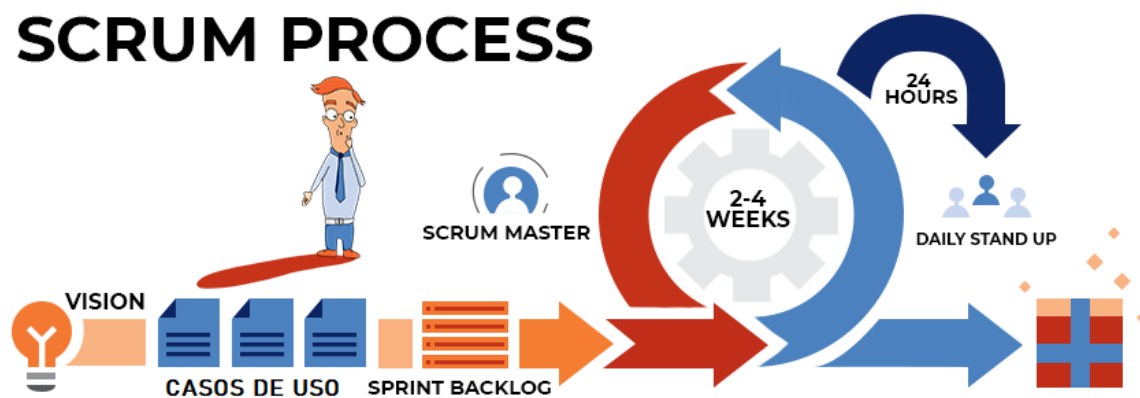 SCRUM PROCESS
24
HOURS
2-4
WEEKS
SCRUM MASTER
DAILY STAND UP
VISION
CASOS DE USO
SPRINT BACKLOG